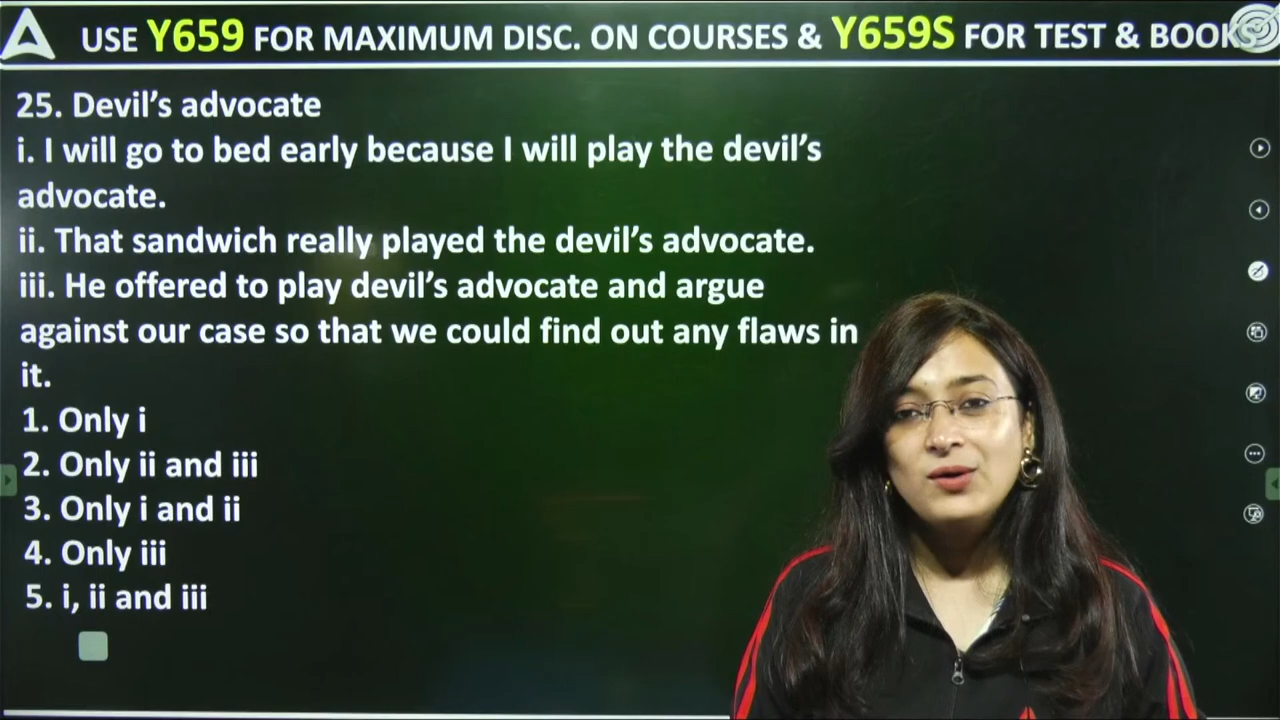 USE Y659 FOR MAXIMUM DISC. ON COURSES & Y659S FOR TEST & BOOKS
25. Devil’s advocate
i. I will go to bed early because I will play the devil’s
advocate.
ii. That sandwich really played the devil’s advocate.
iii. He offered to play devil’s advocate and argue
against our case so that we could find out any flaws in
it.
1. Only i
2. Only ii and iii
3. Only i and ii
4. Only iii
5. i, ii and iii